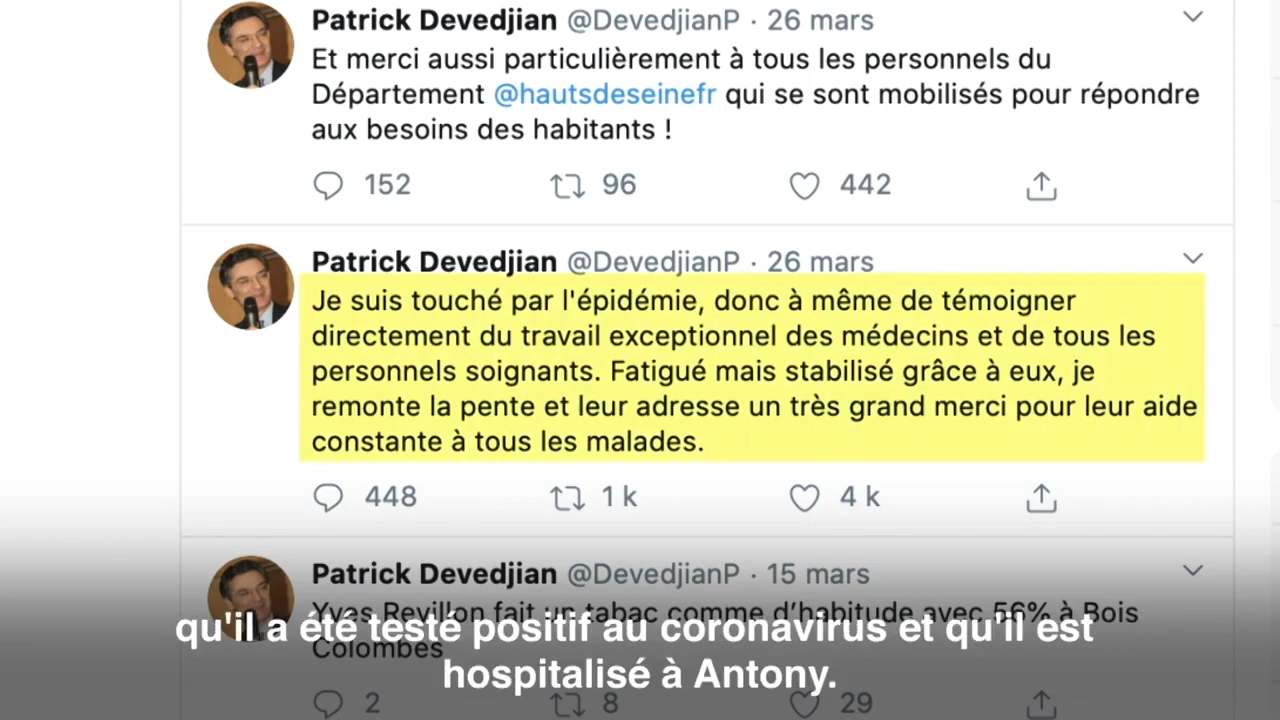 Patrick Devedjian @DevedjianP · 26 mars
Et merci aussi particulièrement à tous les personnels du
Département @hautsdeseinefr qui se sont mobilisés pour répondre
aux besoins des habitants !
152 96 442
Patrick Devedjian @DevedjianP · 26 mars
Je suis touché par l'épidémie, donc à même de témoigner
directement du travail exceptionnel des médecins et de tous les
personnels soignants. Fatigué mais stabilisé grâce à eux, je
remonte la pente et leur adresse un très grand merci pour leur aide
constante à tous les malades.
448 1 k 4 k
Patrick Devedjian @DevedjianP · 15 mars
Yves Revillon fait un tabac comme d’habitude avec 56% à Bois
Colombes
qu'il a été testé positif au coronavirus et qu'il est
hospitalisé à Antony.
2 8 29